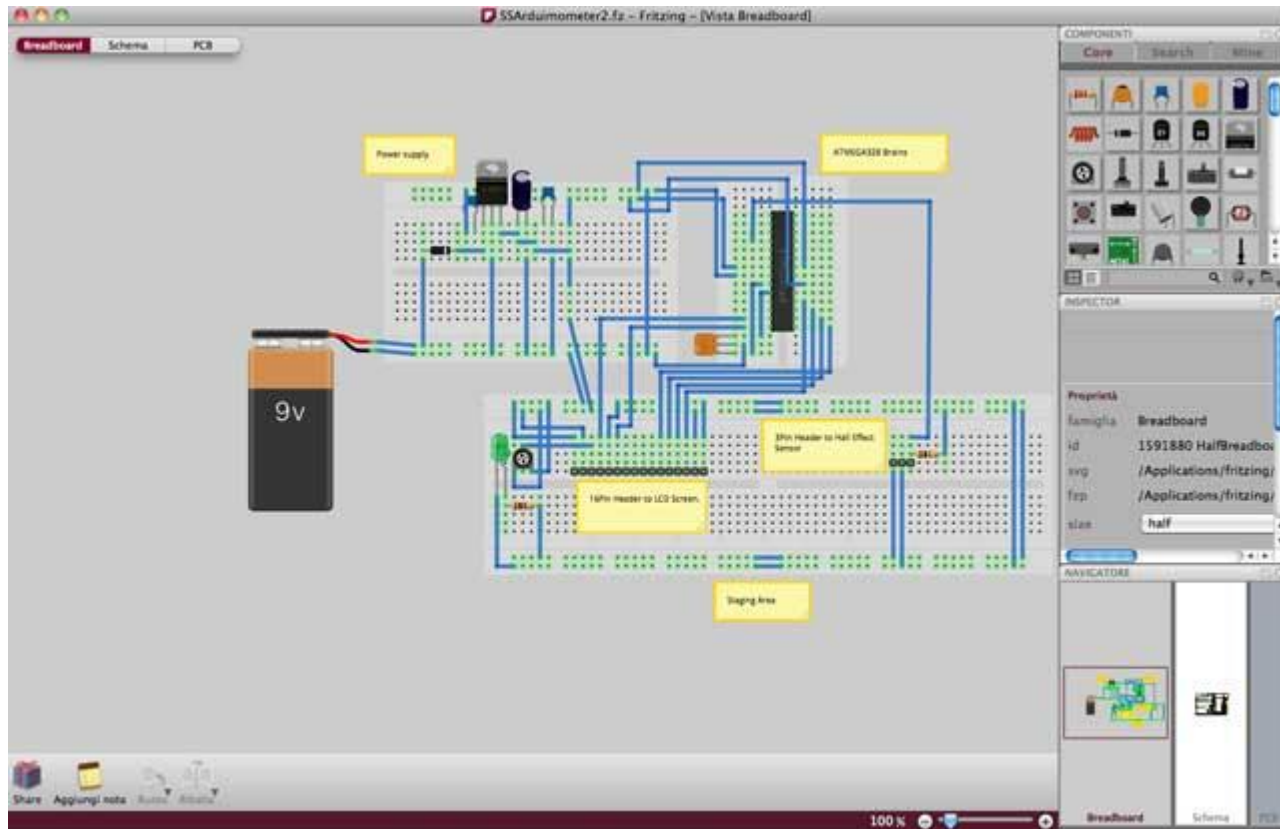 SSArduimometer2.fz – Fritzing – [Vista Breadboard]
Breadboard Schema PCB
COMPONENTI
Core Search Mine
Power supply
ATMEGA328 Brains
9v
3Pin Header to Hall Effect
Sensor
16Pin Header to LCD Screen.
Staging Area
INSPECTOR
Proprietà
famiglia Breadboard
id 1591880 HalfBreadboa
svg /Applications/fritzing/
fzp /Applications/fritzing/
size half
NAVIGATORE
Breadboard Schema PCB
Share Aggiungi nota Ruota Ribalta
100 %